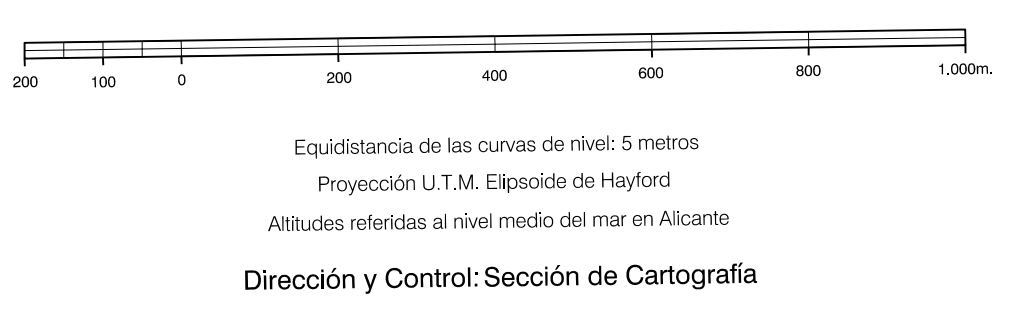 200 100 0 200 400 600 800 1.000m.
Equidistancia de las curvas de nivel: 5 metros
Proyección U.T.M. Elipsoide de Hayford
Altitudes referidas al nivel medio del mar en Alicante
Dirección y Control: Sección de Cartografía